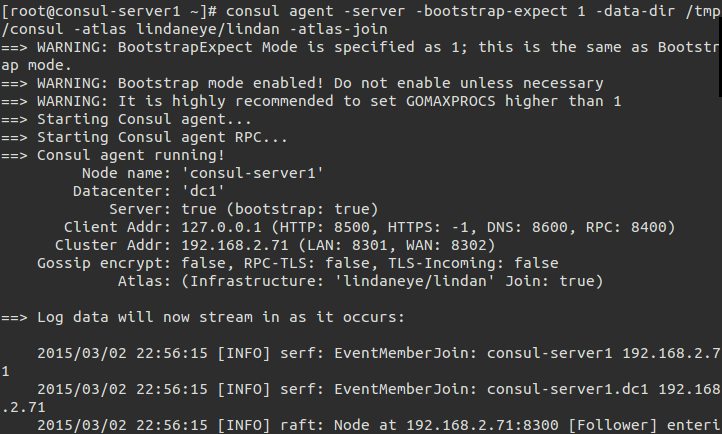 [root@consul-server1 ~]# consul agent -server -bootstrap-expect 1 -data-dir /tmp
/consul -atlas lindaneye/lindan -atlas-join
==> WARNING: BootstrapExpect Mode is specified as 1; this is the same as Bootstr
ap mode.
==> WARNING: Bootstrap mode enabled! Do not enable unless necessary
==> WARNING: It is highly recommended to set GOMAXPROCS higher than 1
==> Starting Consul agent...
==> Starting Consul agent RPC...
==> Consul agent running!
         Node name: 'consul-server1'
        Datacenter: 'dc1'
            Server: true (bootstrap: true)
       Client Addr: 127.0.0.1 (HTTP: 8500, HTTPS: -1, DNS: 8600, RPC: 8400)
      Cluster Addr: 192.168.2.71 (LAN: 8301, WAN: 8302)
    Gossip encrypt: false, RPC-TLS: false, TLS-Incoming: false
             Atlas: (Infrastructure: 'lindaneye/lindan' Join: true)
==> Log data will now stream in as it occurs:
    2015/03/02 22:56:15 [INFO] serf: EventMemberJoin: consul-server1 192.168.2.7
1
    2015/03/02 22:56:15 [INFO] serf: EventMemberJoin: consul-server1.dc1 192.168
.2.71
    2015/03/02 22:56:15 [INFO] raft: Node at 192.168.2.71:8300 [Follower] enteri